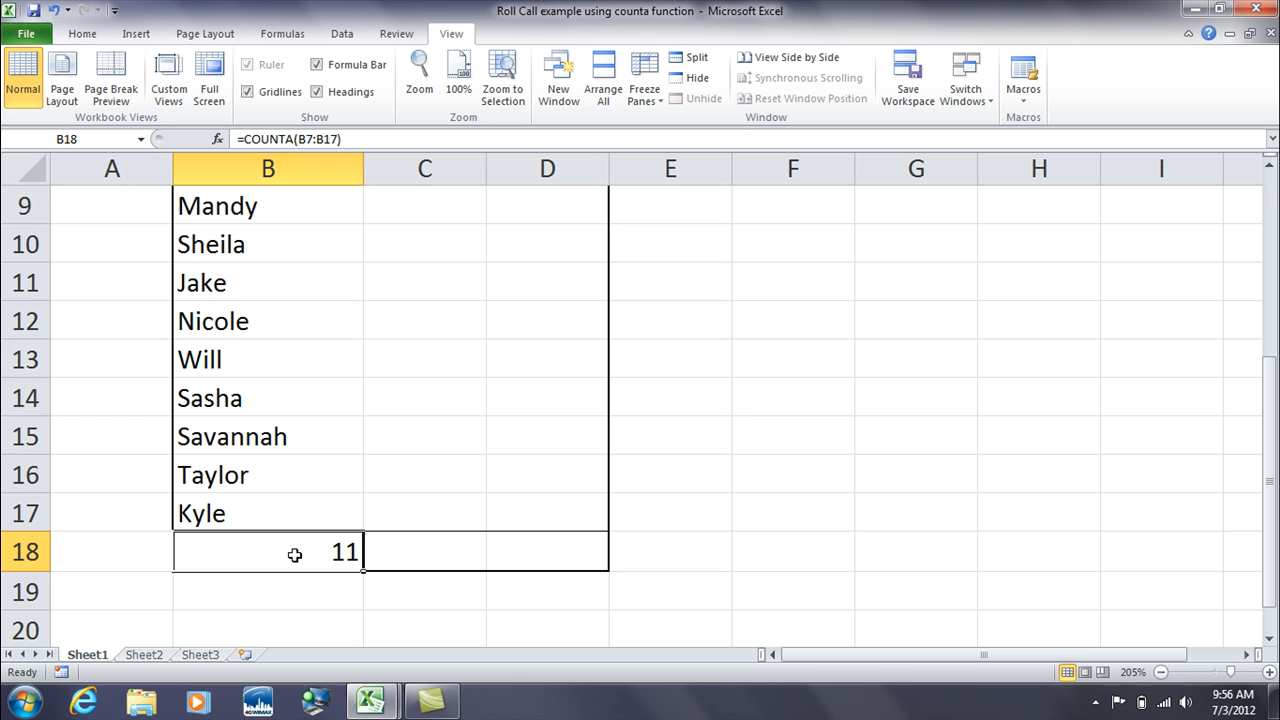 Roll Call example using counta function - Microsoft Excel
File Home Insert Page Layout Formulas Data Review View
Normal
Page Layout
Page Break Preview
Custom Views
Full Screen
Workbook Views
Ruler
Formula Bar
Gridlines
Headings
Show
Zoom
100%
Zoom to Selection
Zoom
New Window
Arrange All
Freeze Panes
Split
Hide
Unhide
View Side by Side
Synchronous Scrolling
Reset Window Position
Save Workspace
Switch Windows
Window
Macros
Macros
B18 fx =COUNTA(B7:B17)
A B C D E F G H I
9 Mandy
10 Sheila
11 Jake
12 Nicole
13 Will
14 Sasha
15 Savannah
16 Taylor
17 Kyle
18 11
19
20
Sheet1 Sheet2 Sheet3
Ready 205%
4GWIMAX
9:56 AM
7/3/2012